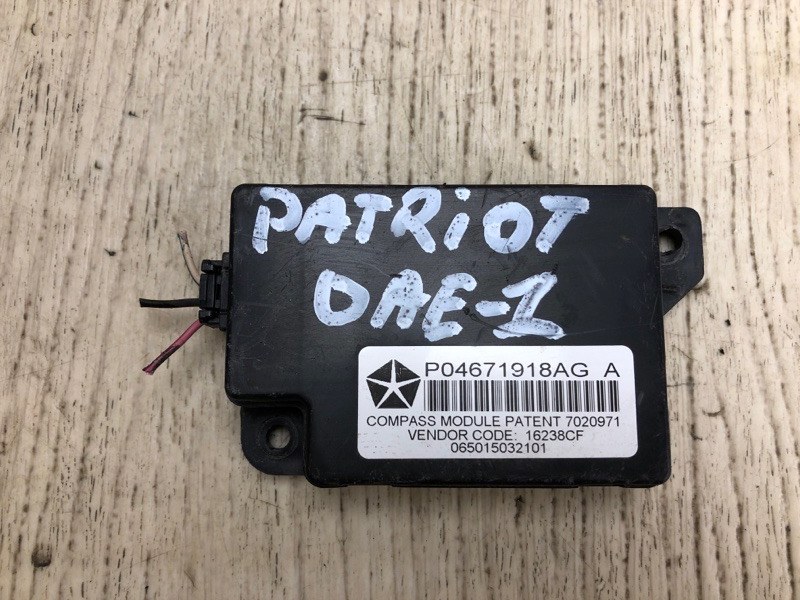 PATRiOT
DAE-1
P04671918AG A
COMPASS MODULE PATENT 7020971
VENDOR CODE: 16238CF
065015032101